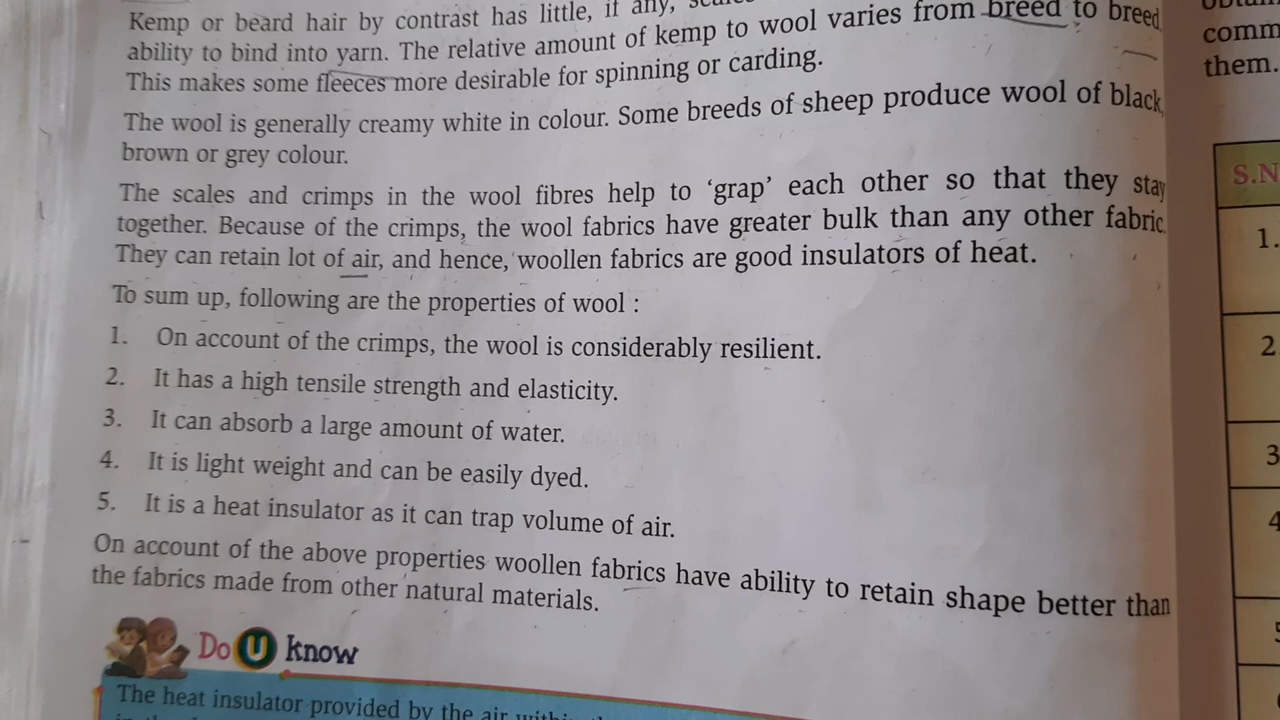 Kemp or beard hair by contrast has little, if any,
ability to bind into yarn. The relative amount of kemp to wool varies from breed to breed
This makes some fleeces more desirable for spinning or carding.
The wool is generally creamy white in colour. Some breeds of sheep produce wool of black,
brown or grey colour.
The scales and crimps in the wool fibres help to ‘grap’ each other so that they stay
together. Because of the crimps, the wool fabrics have greater bulk than any other fabric.
They can retain lot of air, and hence, woollen fabrics are good insulators of heat.
To sum up, following are the properties of wool :
1. On account of the crimps, the wool is considerably resilient.
2. It has a high tensile strength and elasticity.
3. It can absorb a large amount of water.
4. It is light weight and can be easily dyed.
5. It is a heat insulator as it can trap volume of air.
On account of the above properties woollen fabrics have ability to retain shape better than
the fabrics made from other natural materials.
Do U know
The heat insulator provided by the air
comm
them.
S.N
1.
2
3
4